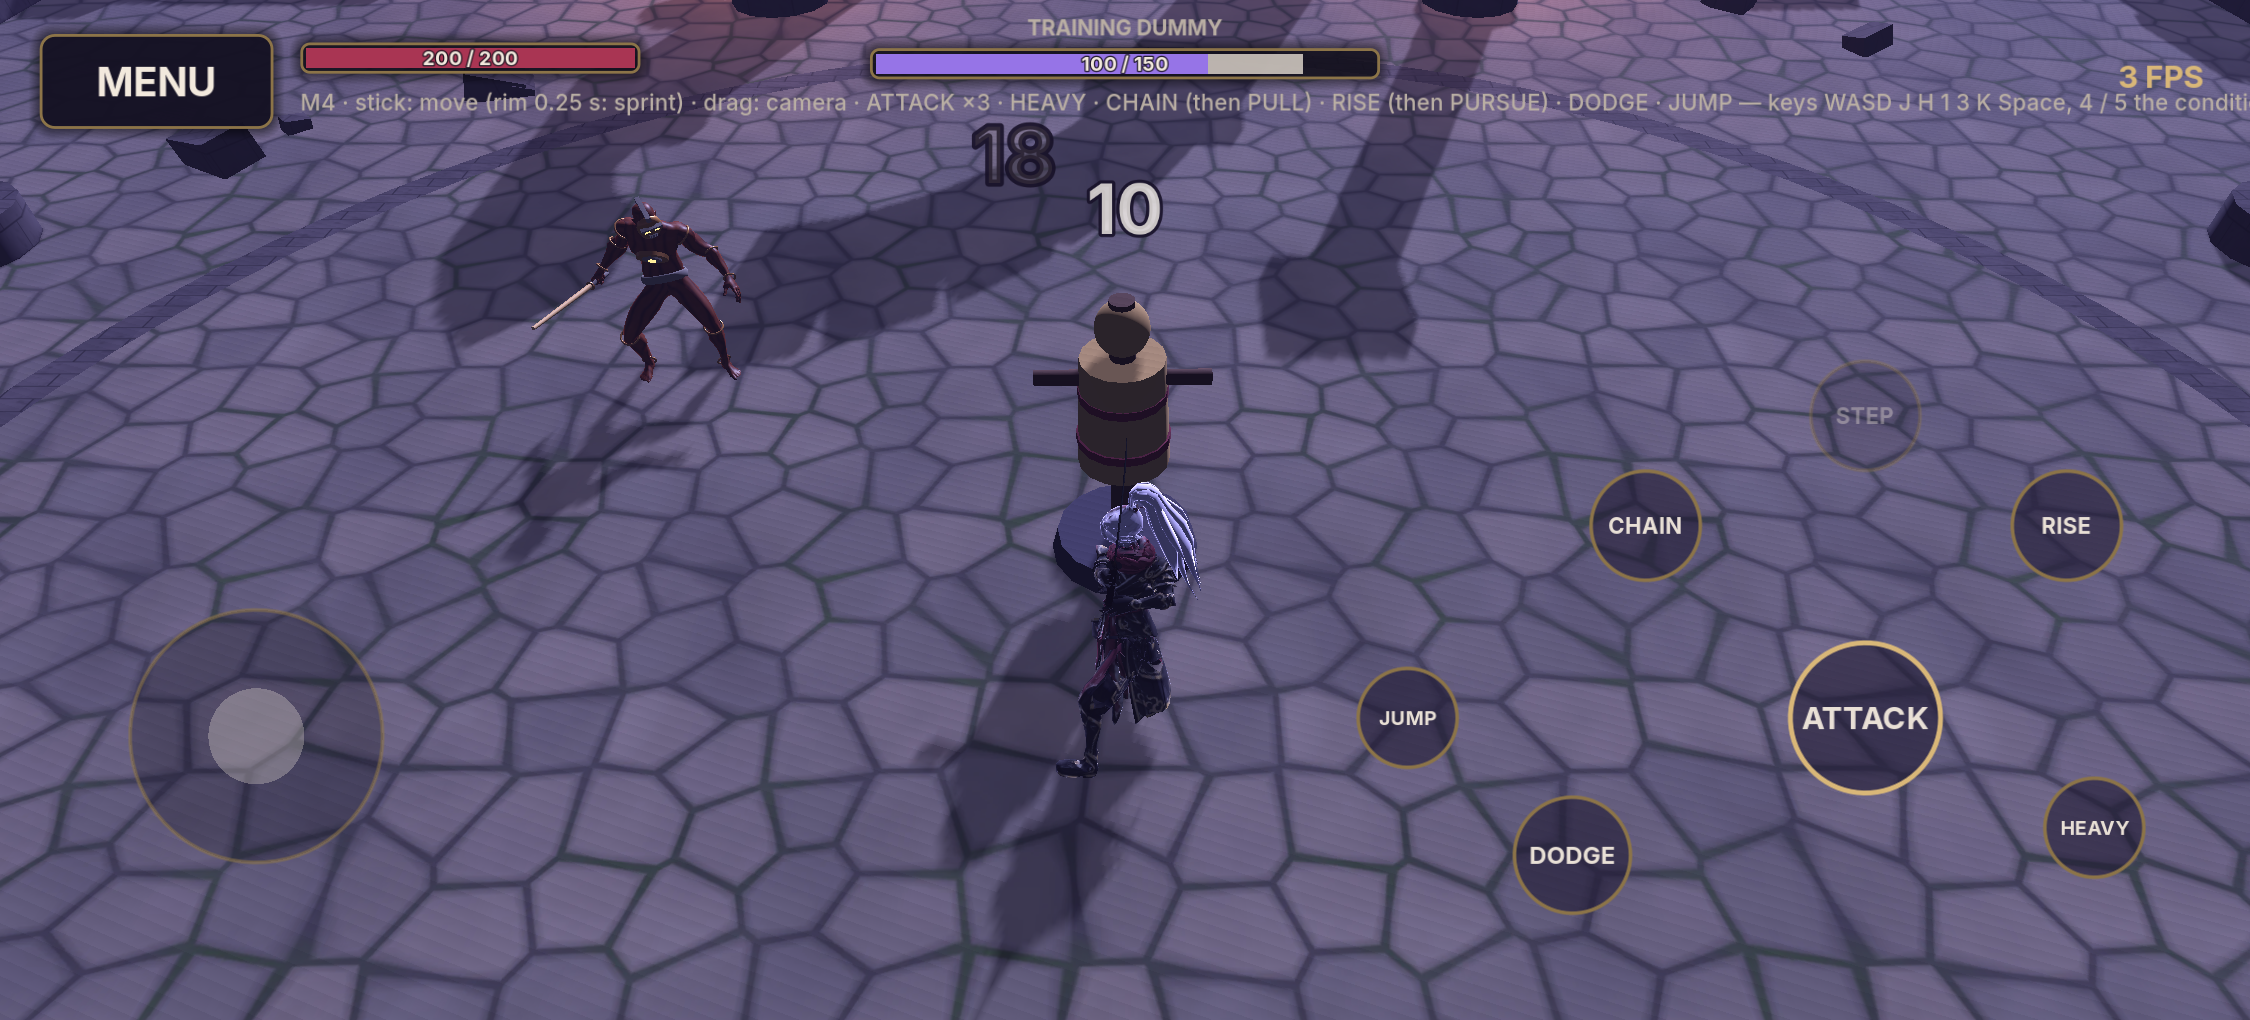 TRAINING DUMMY
MENU
200 / 200
100 / 150
3 FPS
M4 · stick: move (rim 0.25 s: sprint) · drag: camera · ATTACK ×3 · HEAVY · CHAIN (then PULL) · RISE (then PURSUE) · DODGE · JUMP — keys WASD J H 1 3 K Space, 4 / 5 the conditi
18
10
STEP
CHAIN
RISE
JUMP
ATTACK
HEAVY
DODGE